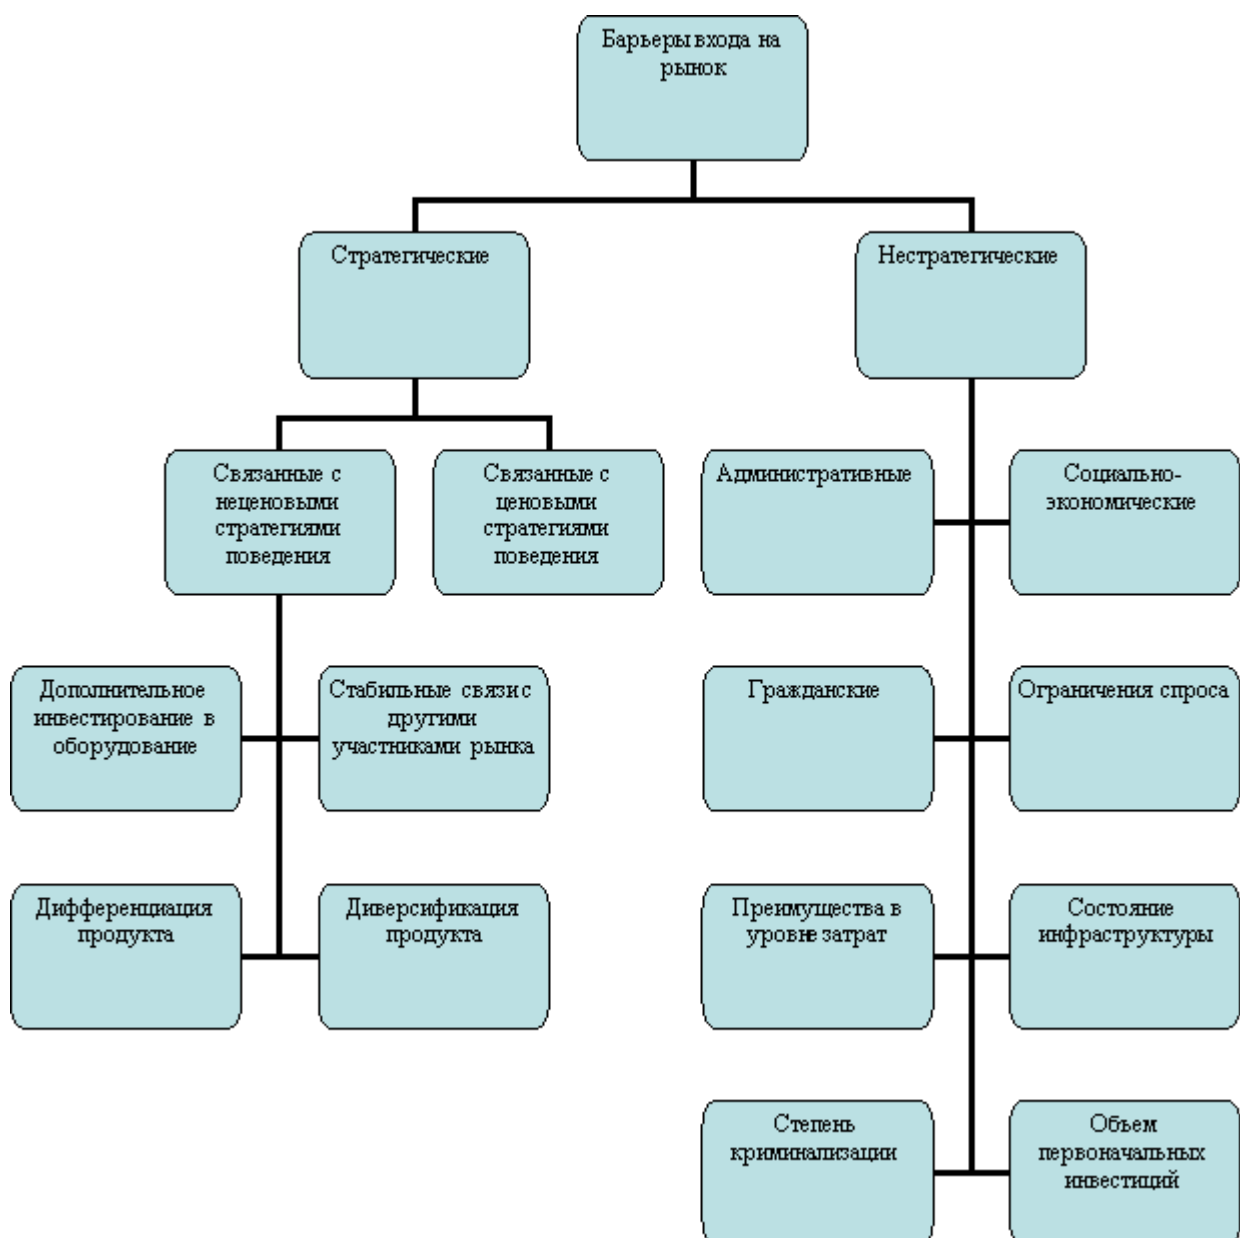 Барьеры входа на
рынок
Стратегические
Нестратегические
Связанные с
неценовыми
стратегиями
поведения
Связанные с
ценовыми
стратегиями
поведения
Административные
Социально-
экономические
Дополнительное
инвестирование в
оборудование
Стабильные связи с
другими
участниками рынка
Гражданские
Ограничения спроса
Дифференциация
продукта
Диверсификация
продукта
Преимущества в
уровне затрат
Состояние
инфраструктуры
Степень
криминализации
Объем
первоначальных
инвестиций